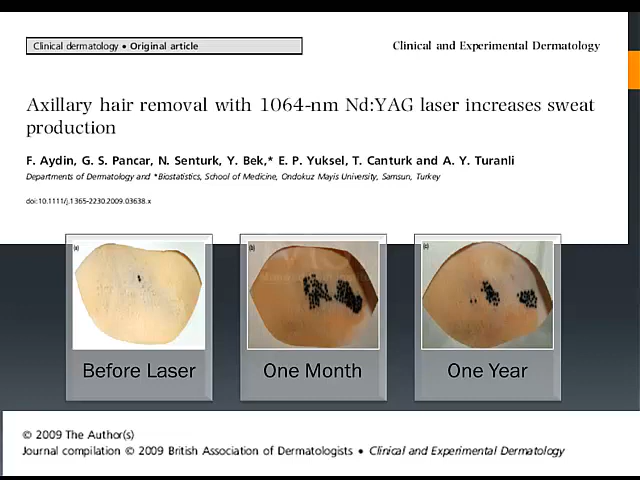 Clinical dermatology • Original article
Clinical and Experimental Dermatology
Axillary hair removal with 1064-nm Nd:YAG laser increases sweat
production
F. Aydin, G. S. Pancar, N. Senturk, Y. Bek,* E. P. Yuksel, T. Canturk and A. Y. Turanli
Departments of Dermatology and *Biostatistics, School of Medicine, Ondokuz Mayis University, Samsun, Turkey
doi:10.1111/j.1365-2230.2009.03638.x
(a)
(b)
(c)
Before Laser
One Month
One Year
© 2009 The Author(s)
Journal compilation © 2009 British Association of Dermatologists • Clinical and Experimental Dermatology